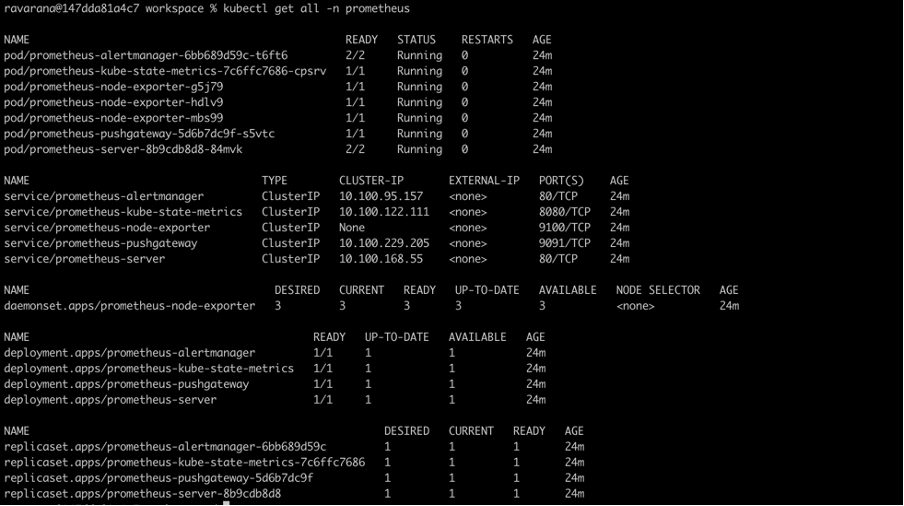 ravarana@147dda81a4c7 workspace % kubectl get all -n prometheus
NAME READY STATUS RESTARTS AGE
pod/prometheus-alertmanager-6bb689d59c-t6ft6 2/2 Running 0 24m
pod/prometheus-kube-state-metrics-7c6ffc7686-cpsrv 1/1 Running 0 24m
pod/prometheus-node-exporter-g5j79 1/1 Running 0 24m
pod/prometheus-node-exporter-hdlv9 1/1 Running 0 24m
pod/prometheus-node-exporter-mbs99 1/1 Running 0 24m
pod/prometheus-pushgateway-5d6b7dc9f-s5vtc 1/1 Running 0 24m
pod/prometheus-server-8b9cdb8d8-84mvk 2/2 Running 0 24m
NAME TYPE CLUSTER-IP EXTERNAL-IP PORT(S) AGE
service/prometheus-alertmanager ClusterIP 10.100.95.157 <none> 80/TCP 24m
service/prometheus-kube-state-metrics ClusterIP 10.100.122.111 <none> 8080/TCP 24m
service/prometheus-node-exporter ClusterIP None <none> 9100/TCP 24m
service/prometheus-pushgateway ClusterIP 10.100.229.205 <none> 9091/TCP 24m
service/prometheus-server ClusterIP 10.100.168.55 <none> 80/TCP 24m
NAME DESIRED CURRENT READY UP-TO-DATE AVAILABLE NODE SELECTOR AGE
daemonset.apps/prometheus-node-exporter 3 3 3 3 3 <none> 24m
NAME READY UP-TO-DATE AVAILABLE AGE
deployment.apps/prometheus-alertmanager 1/1 1 1 24m
deployment.apps/prometheus-kube-state-metrics 1/1 1 1 24m
deployment.apps/prometheus-pushgateway 1/1 1 1 24m
deployment.apps/prometheus-server 1/1 1 1 24m
NAME DESIRED CURRENT READY AGE
replicaset.apps/prometheus-alertmanager-6bb689d59c 1 1 1 24m
replicaset.apps/prometheus-kube-state-metrics-7c6ffc7686 1 1 1 24m
replicaset.apps/prometheus-pushgateway-5d6b7dc9f 1 1 1 24m
replicaset.apps/prometheus-server-8b9cdb8d8 1 1 1 24m